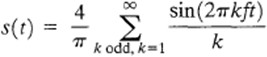 s(t) = 4/π ∞∑k odd, k=1 sin(2πkft)/k